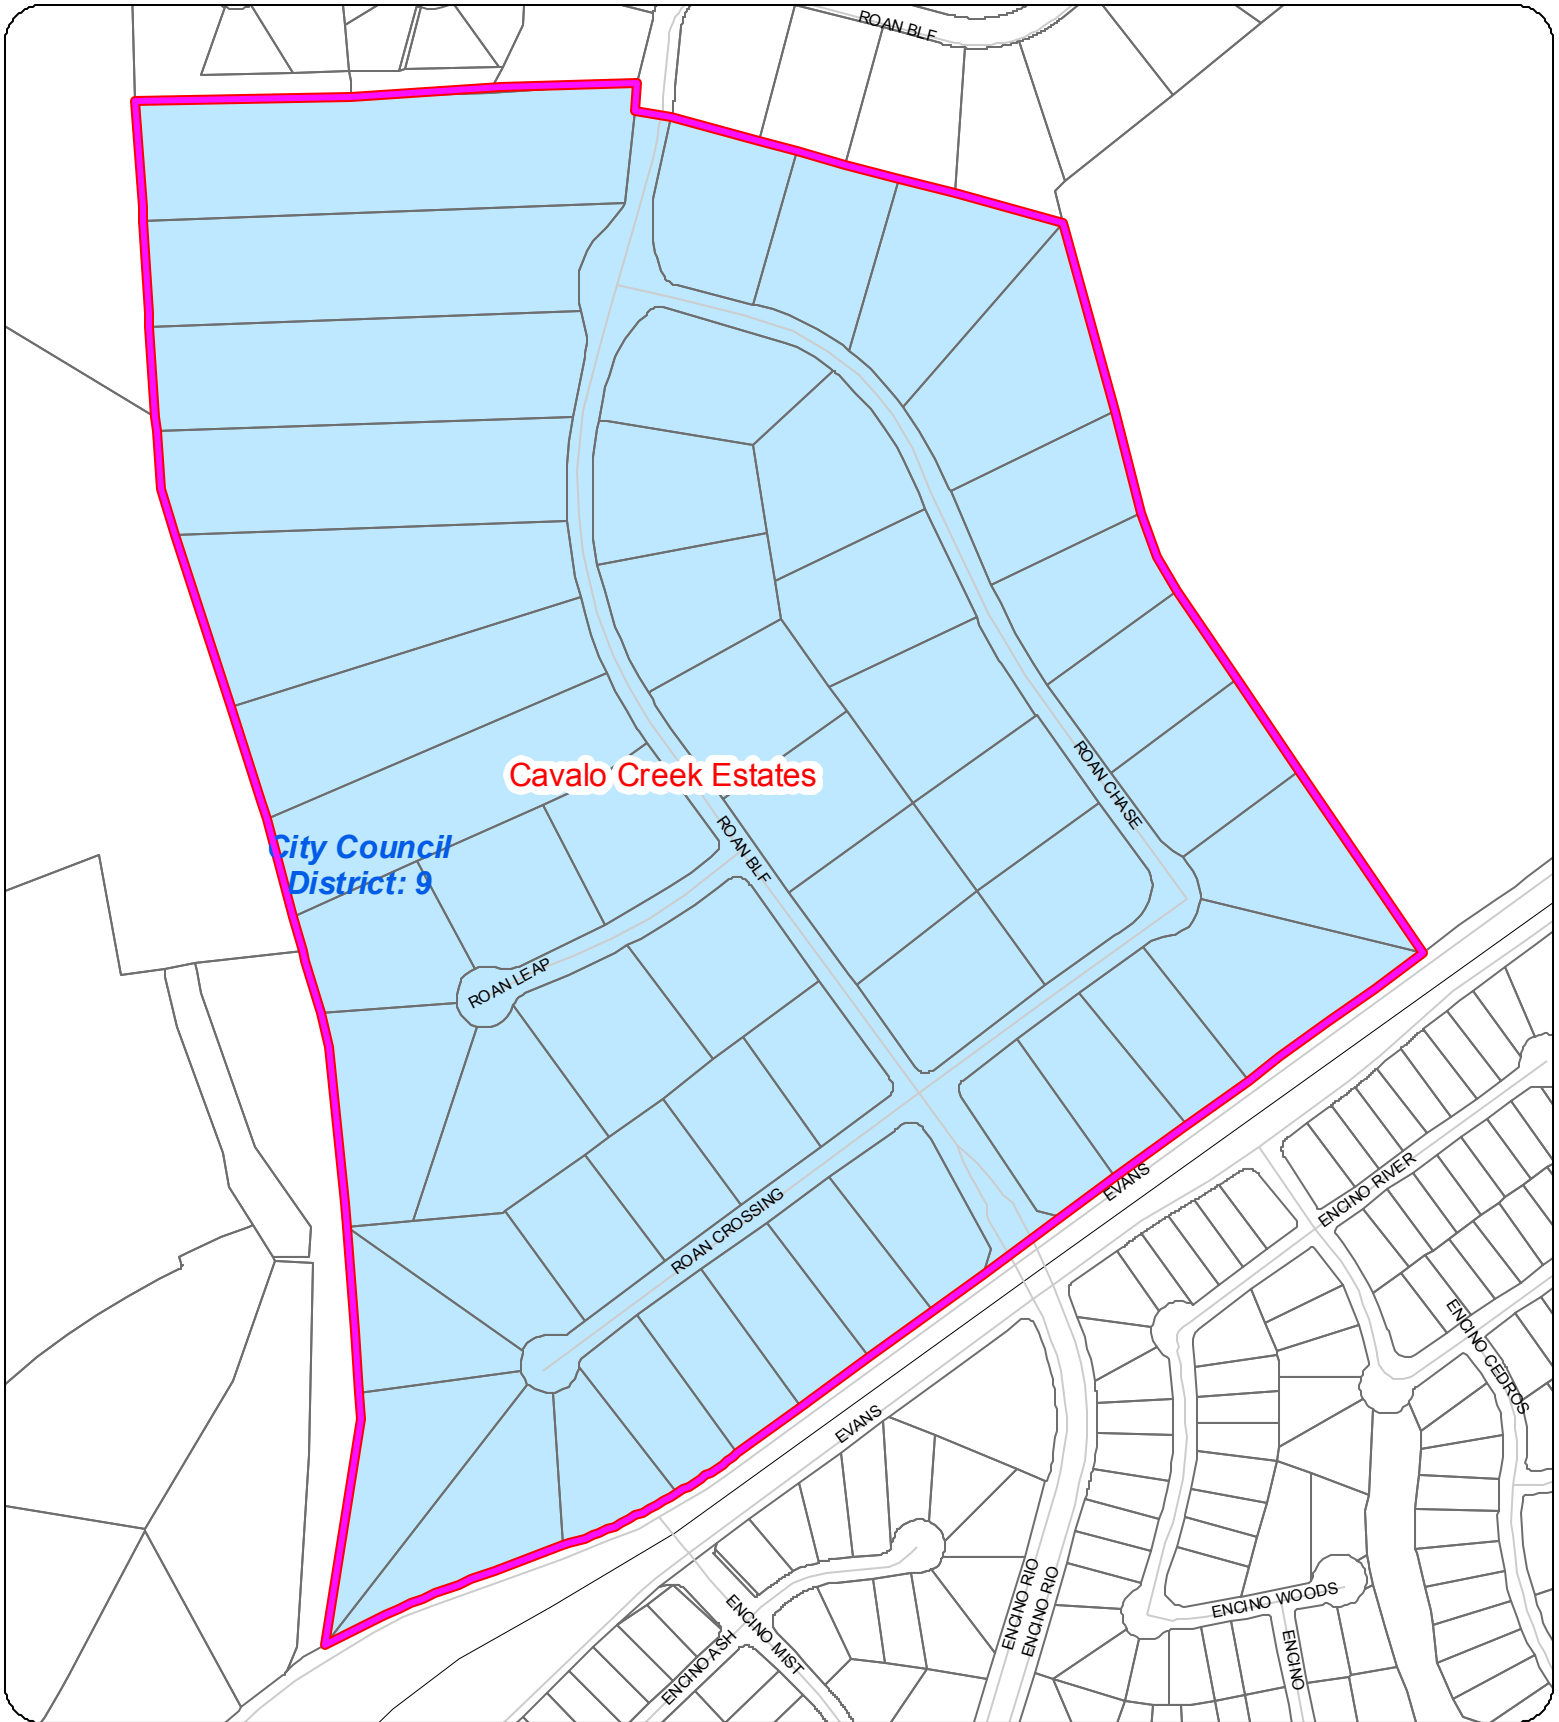 ROAN BLF
Cavalo Creek Estates
ROAN CHASE
ROAN BLF
City Council
District: 9
ROAN LEAP
EVANS
ENCINO RIVER
ROAN CROSSING
ENCINO CEDROS
EVANS
ENCINO RIO
ENCINO RIO
ENCINO WOODS
ENCINO MIST
ENCINO ASH
ENCINO